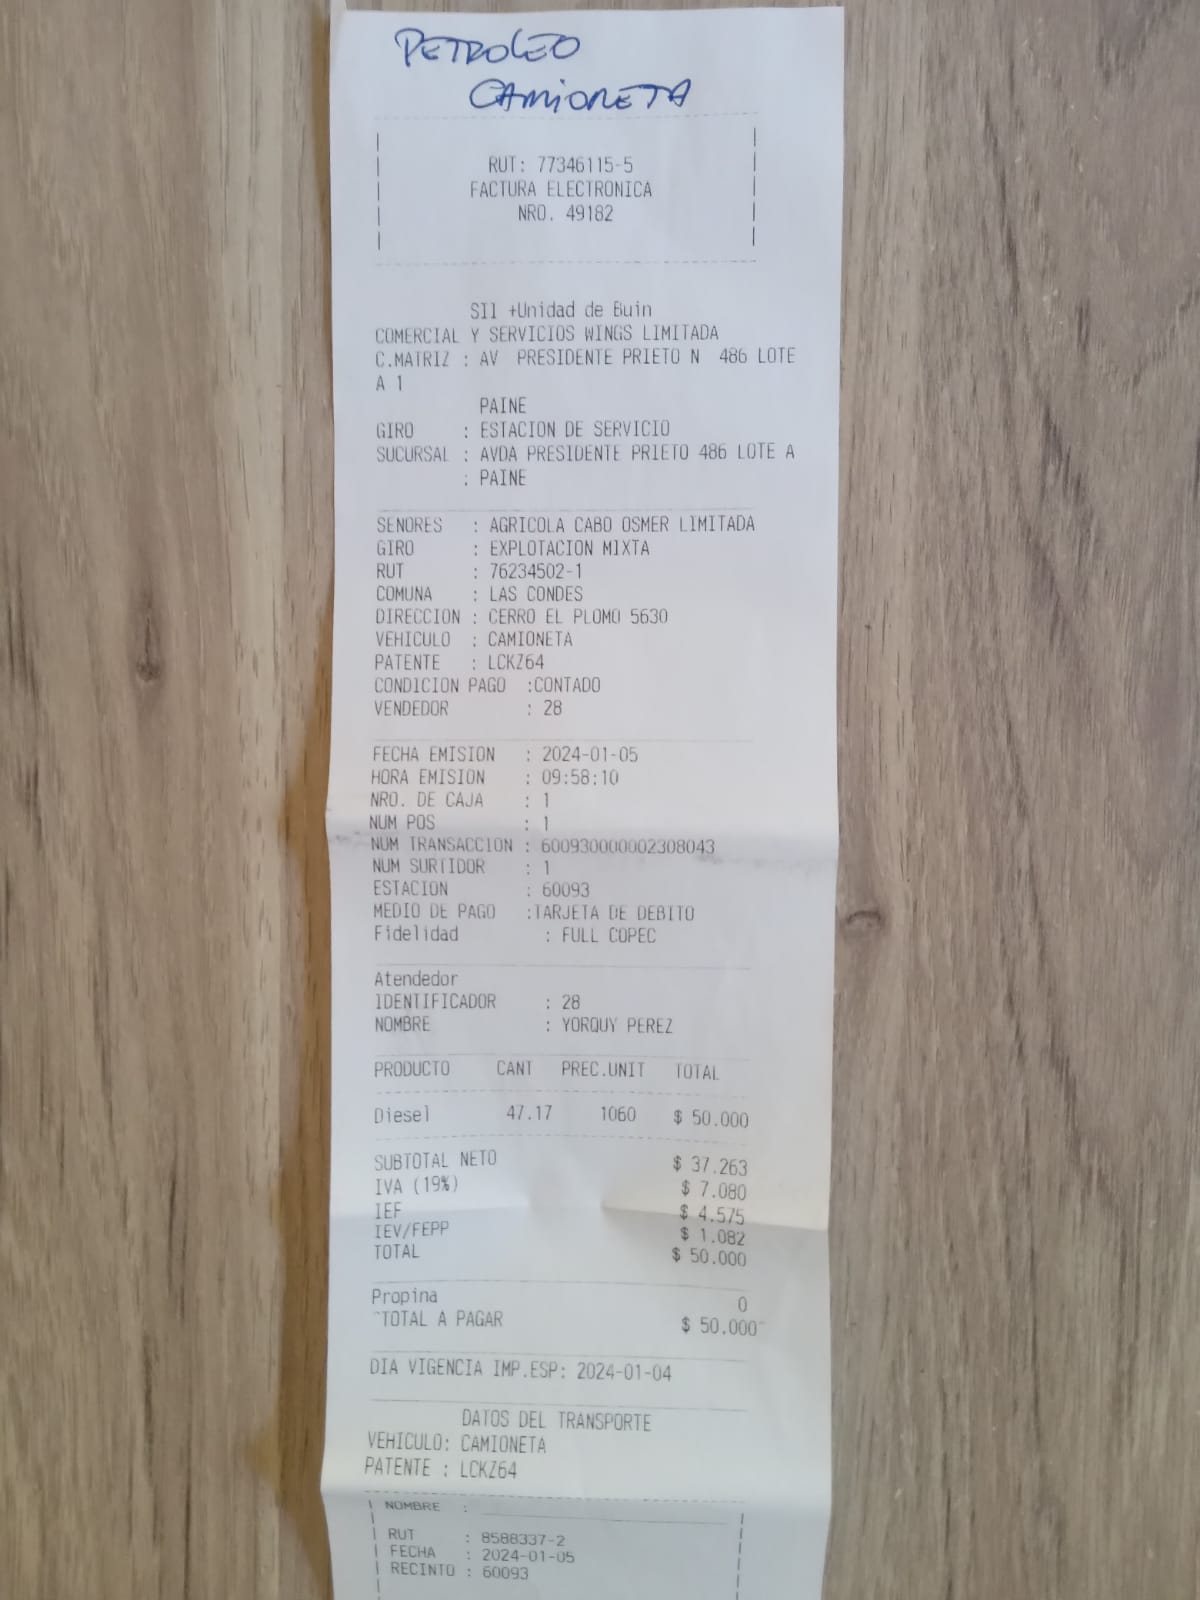 PETROLEO
CAMIONETA
RUT: 77346115-5
FACTURA ELECTRONICA
NRO. 49182
SII +Unidad de Buin
COMERCIAL Y SERVICIOS WINGS LIMITADA
C.MATRIZ : AV PRESIDENTE PRIETO N 486 LOTE
A 1
PAINE
GIRO : ESTACION DE SERVICIO
SUCURSAL : AVDA PRESIDENTE PRIETO 486 LOTE A
: PAINE
SENORES : AGRICOLA CABO OSMER LIMITADA
GIRO : EXPLOTACION MIXTA
RUT : 76234502-1
COMUNA : LAS CONDES
DIRECCION : CERRO EL PLOMO 5630
VEHICULO : CAMIONETA
PATENTE : LCKZ64
CONDICION PAGO :CONTADO
VENDEDOR : 28
FECHA EMISION : 2024-01-05
HORA EMISION : 09:58:10
NRO. DE CAJA : 1
NUM POS : 1
NUM TRANSACCION : 600930000002308043
NUM SURTIDOR : 1
ESTACION : 60093
MEDIO DE PAGO :TARJETA DE DEBITO
Fidelidad : FULL COPEC
Atendedor
IDENTIFICADOR : 28
NOMBRE : YORQUY PEREZ
PRODUCTO CANT PREC.UNIT TOTAL
Diesel 47.17 1060 $ 50.000
SUBTOTAL NETO $ 37.263
IVA (19%) $ 7.080
IEF $ 4.575
IEV/FEPP $ 1.082
TOTAL $ 50.000
Propina 0
TOTAL A PAGAR $ 50.000
DIA VIGENCIA IMP.ESP: 2024-01-04
DATOS DEL TRANSPORTE
VEHICULO: CAMIONETA
PATENTE : LCKZ64
NOMBRE :
RUT : 8588337-2
FECHA : 2024-01-05
RECINTO : 60093